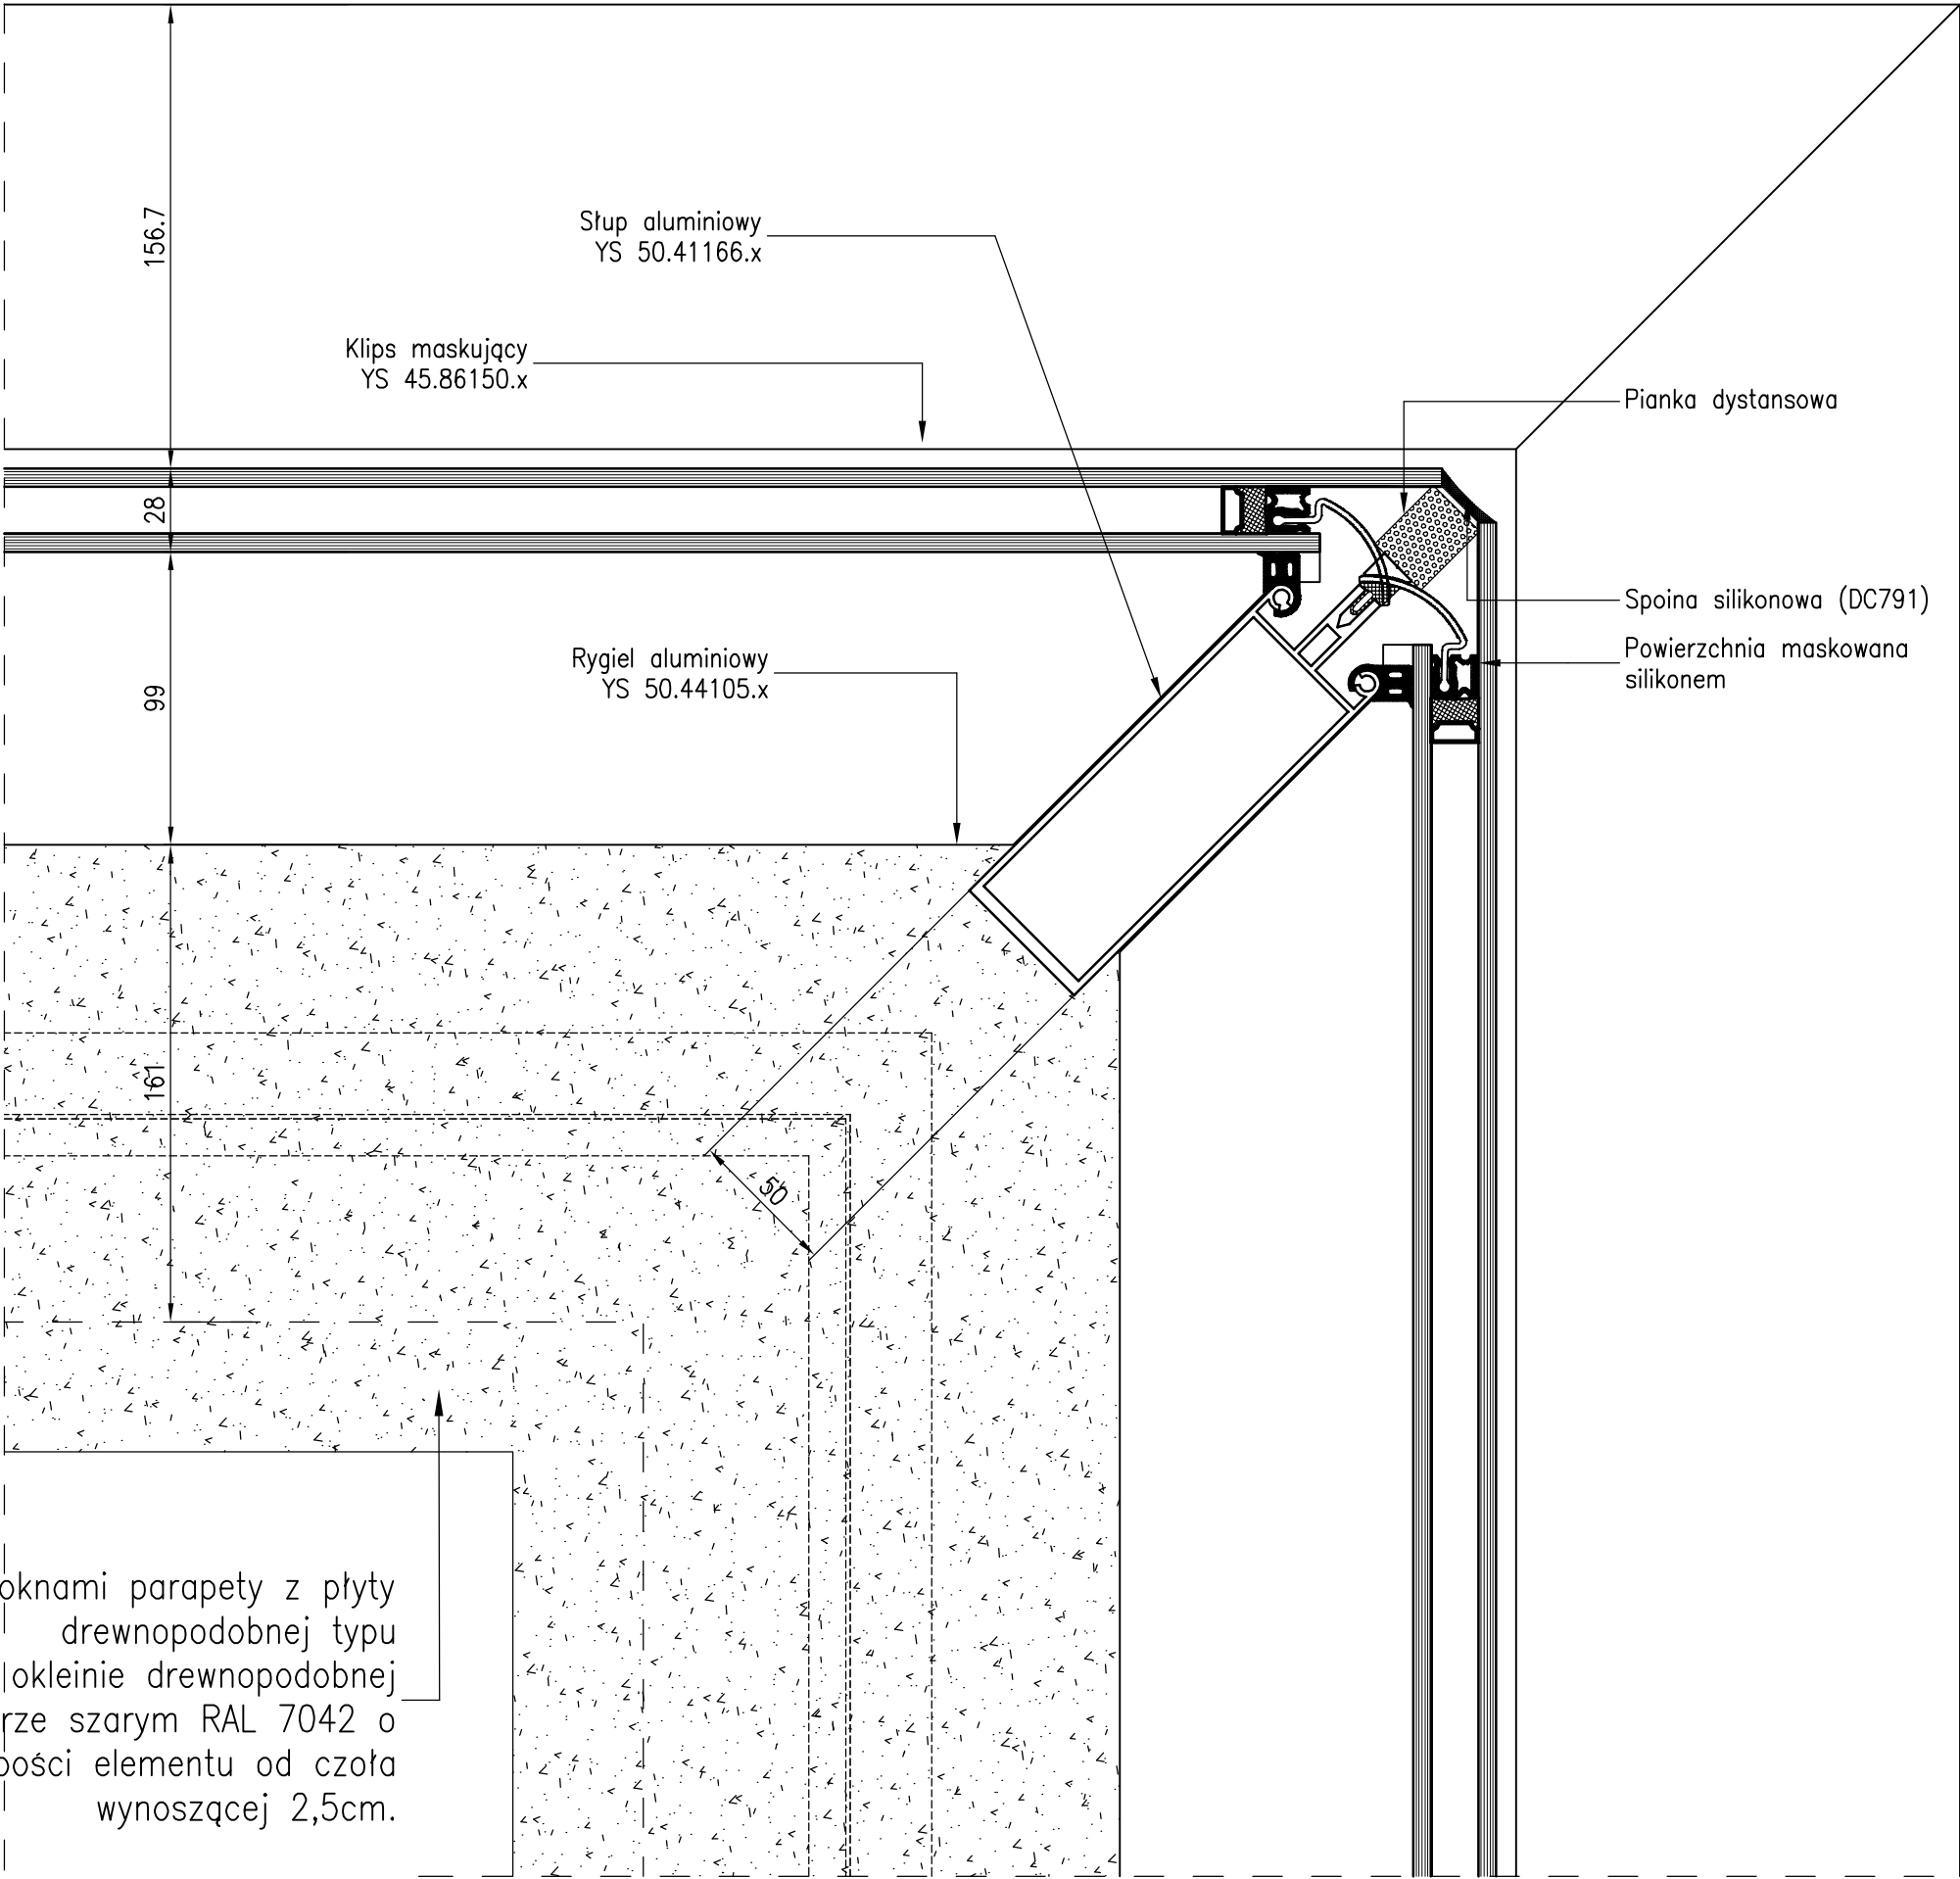 156.7
Słup aluminiowy
YS 50.41166.x
Klips maskujący
YS 45.86150.x
Pianka dystansowa
28
Spoina silikonowa (DC791)
Powierzchnia maskowana
silikonem
Rygiel aluminiowy
YS 50.44105.x
99
161
50
oknami parapety z płyty
drewnopodobnej typu
okleinie drewnopodobnej
rze szarym RAL 7042 o
ości elementu od czoła
wynoszącej 2,5cm.